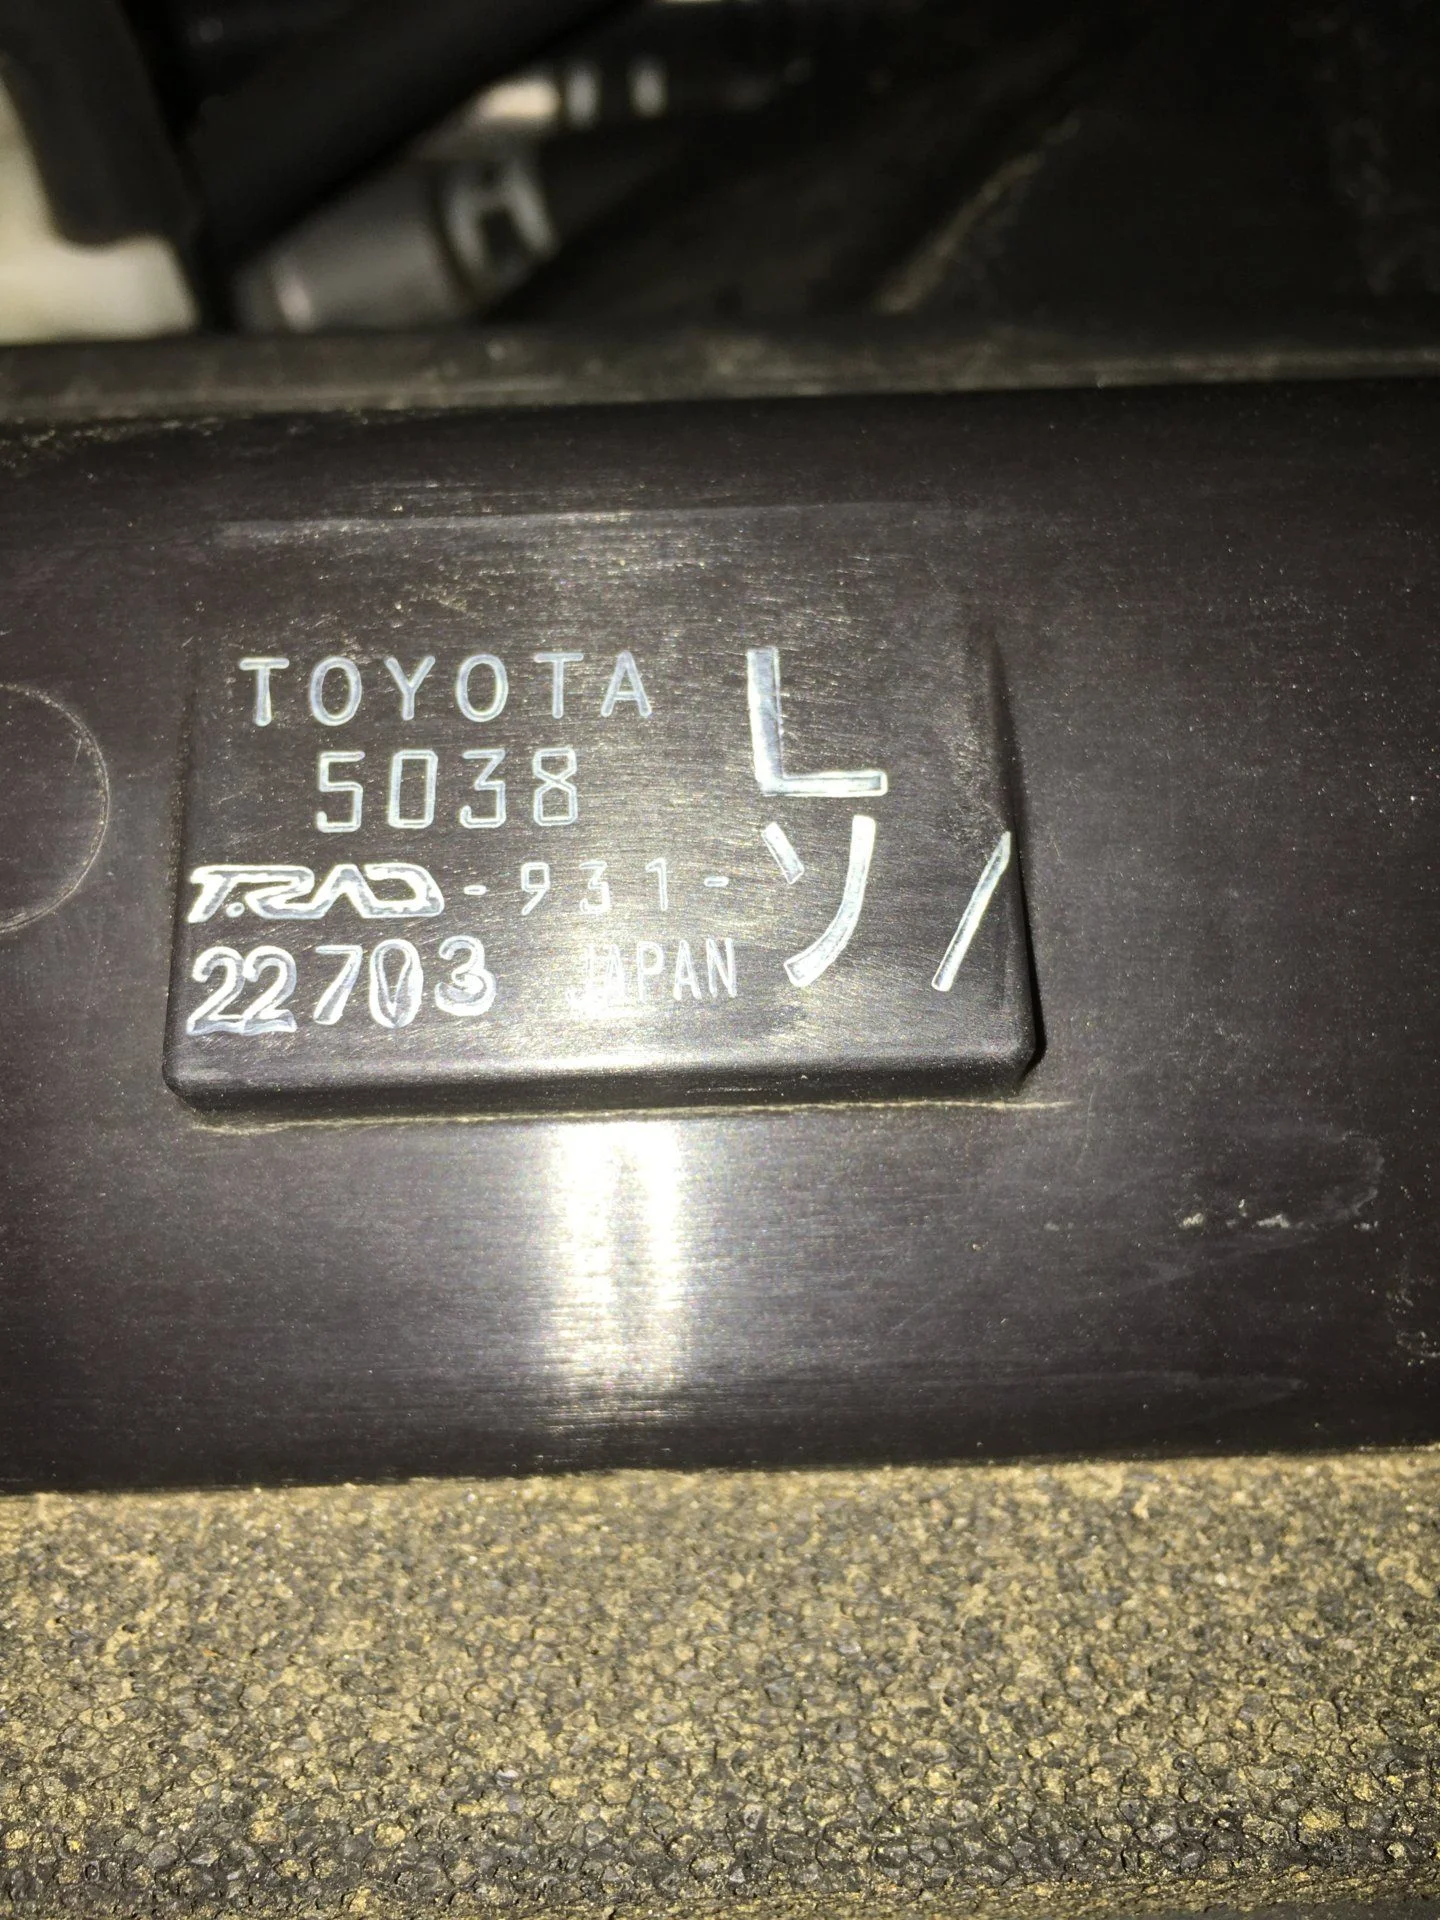 TOYOTA L
5038
T.RAD -931- ソ /
22703 JAPAN